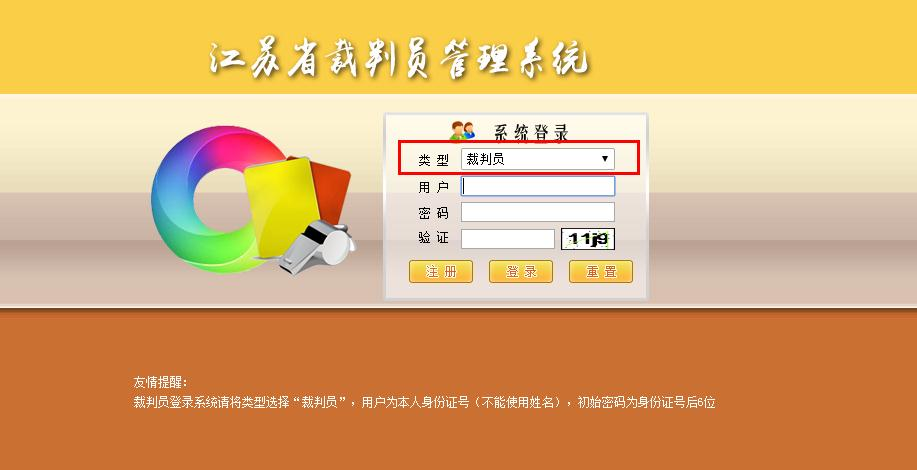 江苏省裁判员管理系统
系统登录
类 型 裁判员
用 户
密 码
验 证 11j9
注 册 登 录 重 置
友情提醒：
裁判员登录系统请将类型选择“裁判员”，用户为本人身份证号（不能使用姓名），初始密码为身份证号后6位